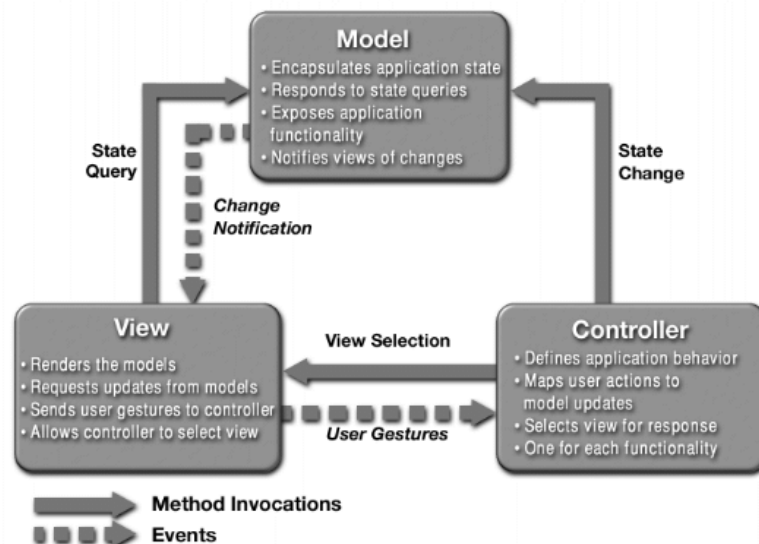 Model
• Encapsulates application state
• Responds to state queries
• Exposes application
functionality
• Notifies views of changes
State
Query
State
Change
Change
Notification
View
• Renders the models
• Requests updates from models
• Sends user gestures to controller
• Allows controller to select view
View Selection
User Gestures
Controller
• Defines application behavior
• Maps user actions to
model updates
• Selects view for response
• One for each functionality
Method Invocations
Events